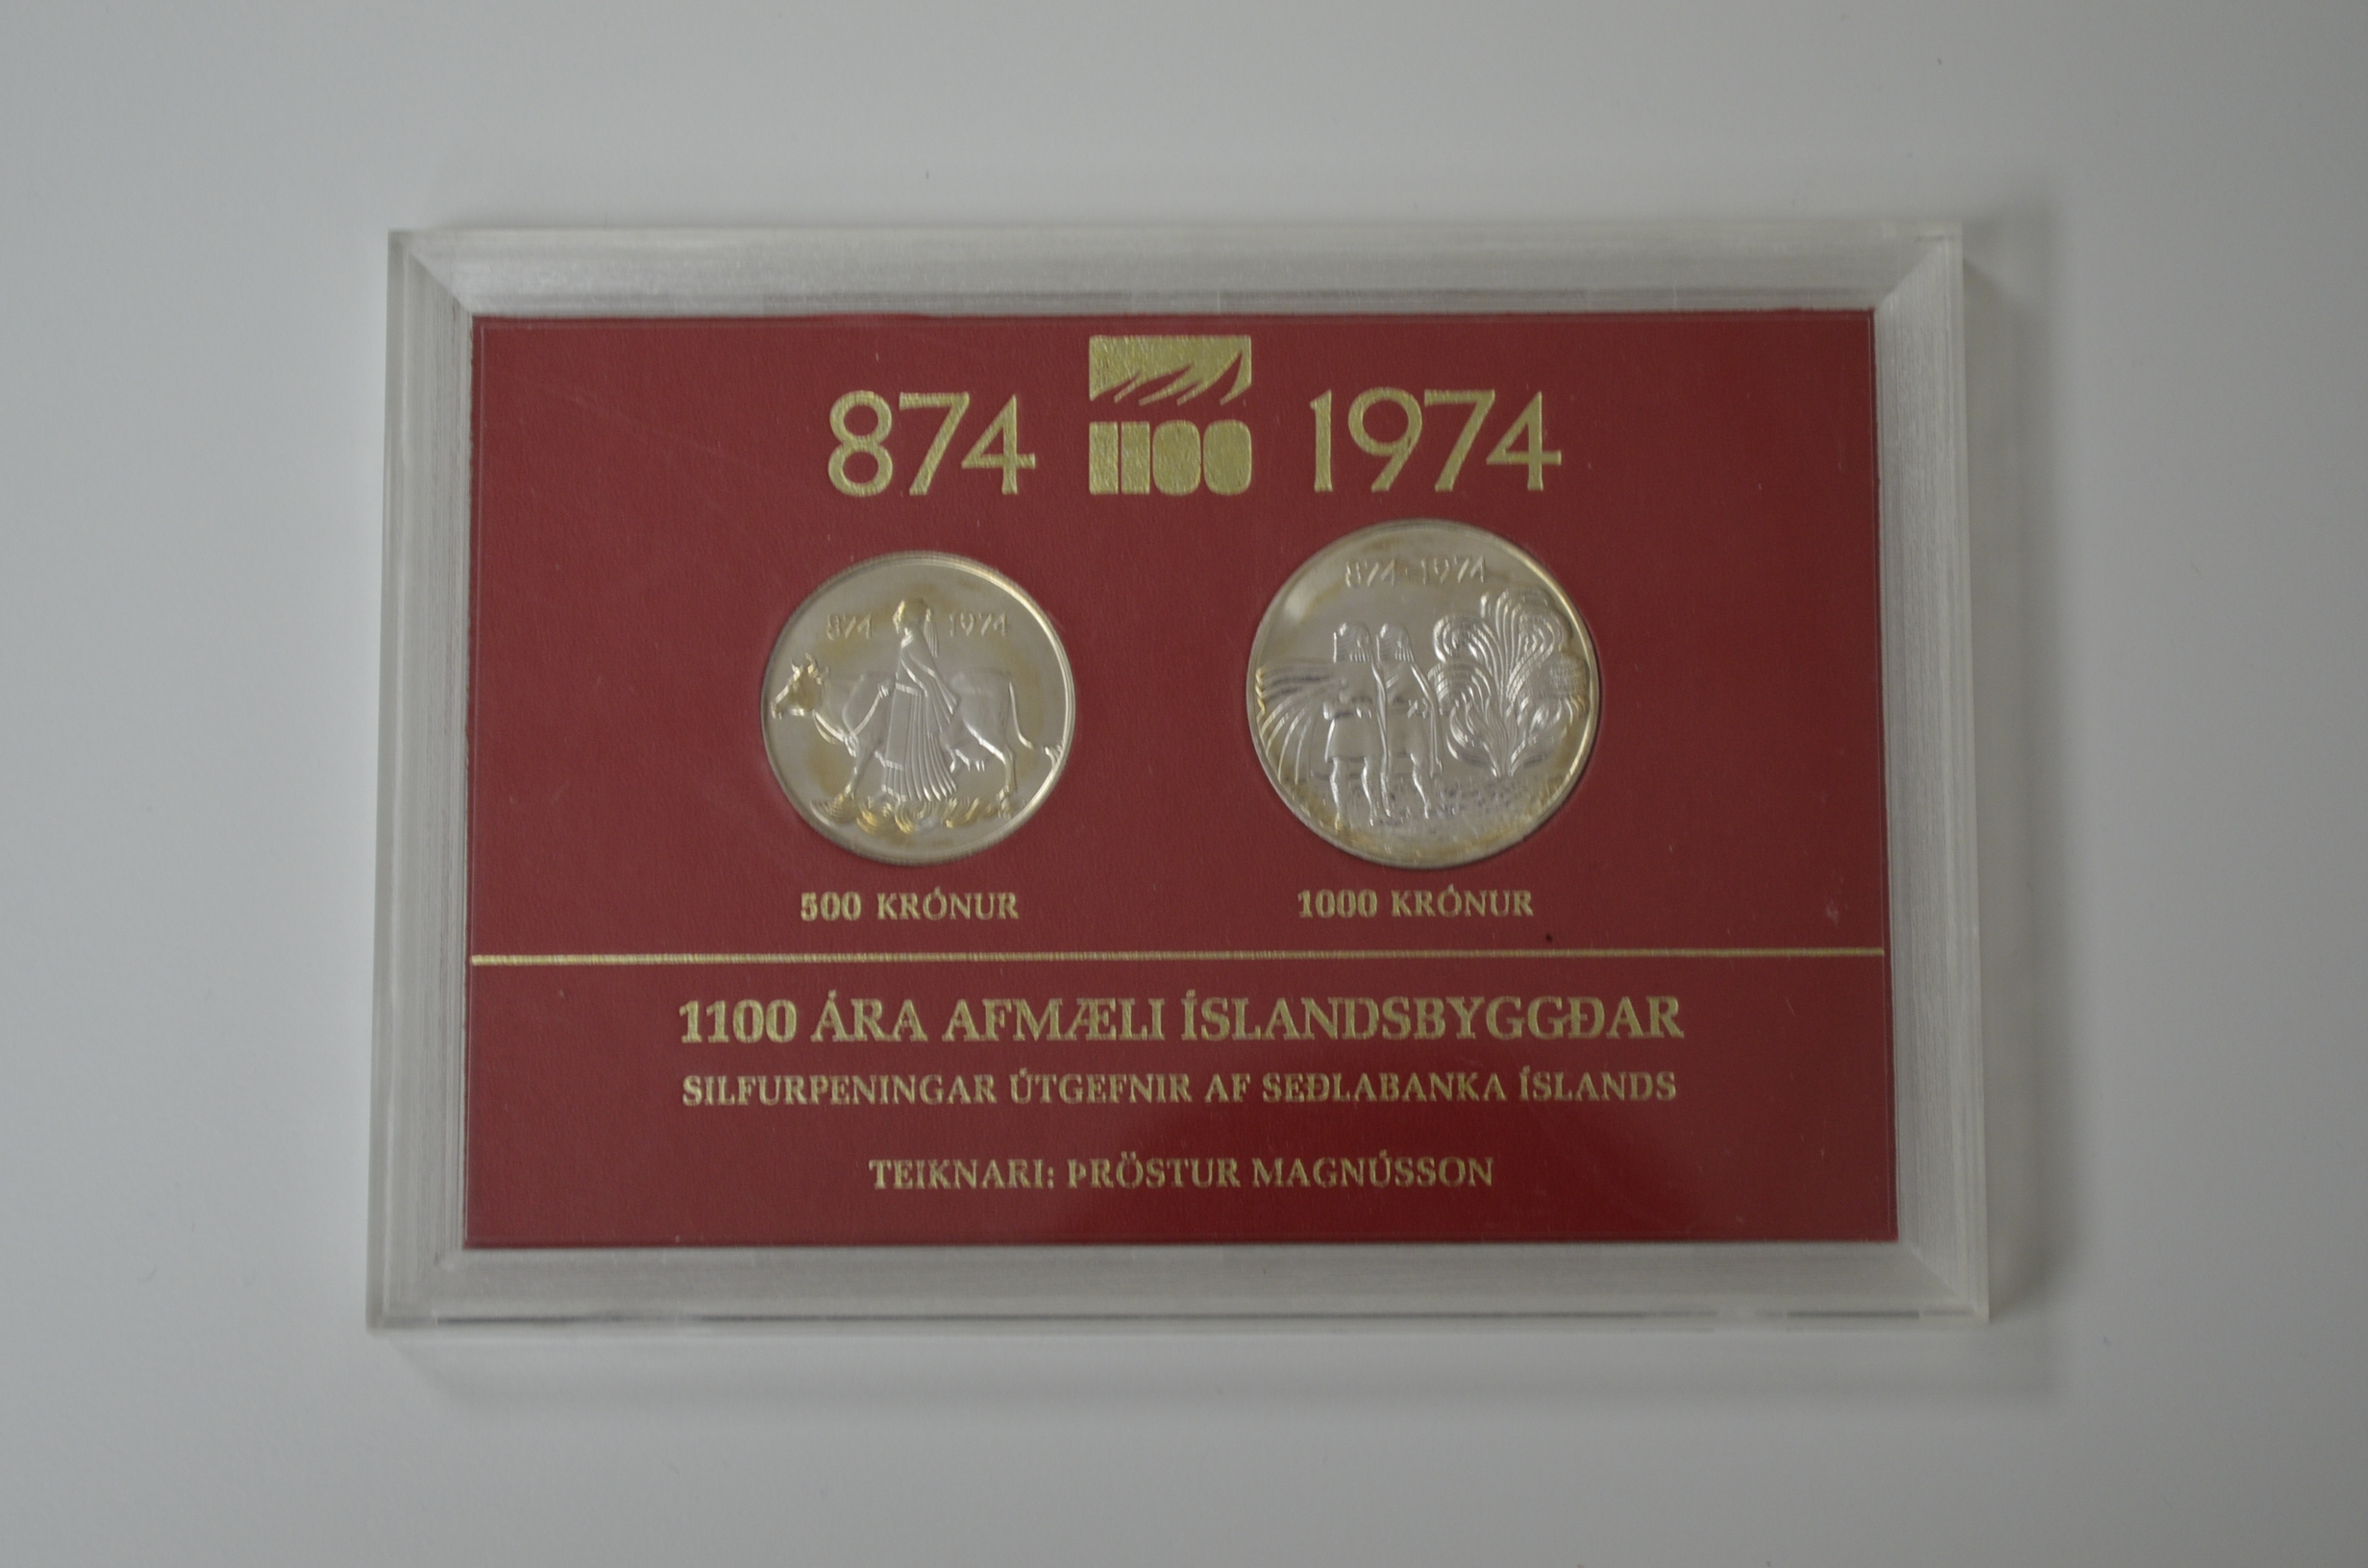 874 1100 1974
874 1974
874-1974
500 KRÓNUR
1000 KRÓNUR
1100 ÁRA AFMÆLI ÍSLANDSBYGGÐAR
SILFURPENINGAR ÚTGEFNIR AF SEÐLABANKA ÍSLANDS
TEIKNARI: ÞRÖSTUR MAGNÚSSON